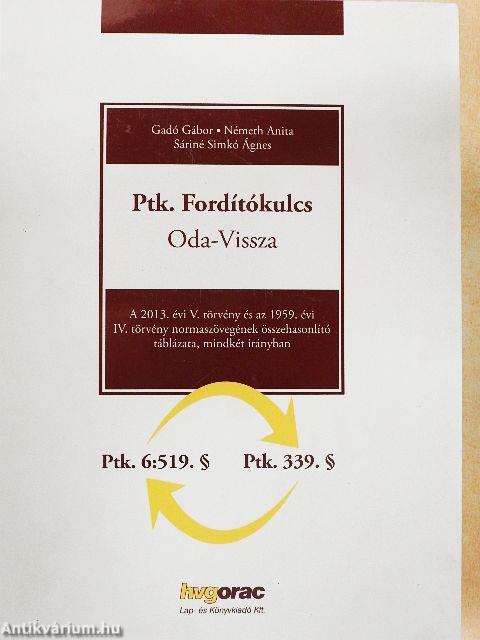 Gadó Gábor • Németh Anita
Sáriné Simkó Ágnes
Ptk. Fordítókulcs
Oda-Vissza
A 2013. évi V. törvény és az 1959. évi
IV. törvény normaszövegének összehasonlító
táblázata, mindkét irányban
Ptk. 6:519. § Ptk. 339. §
hvgorac
Lap- és Könyvkiadó Kft.
Antikvárium.hu